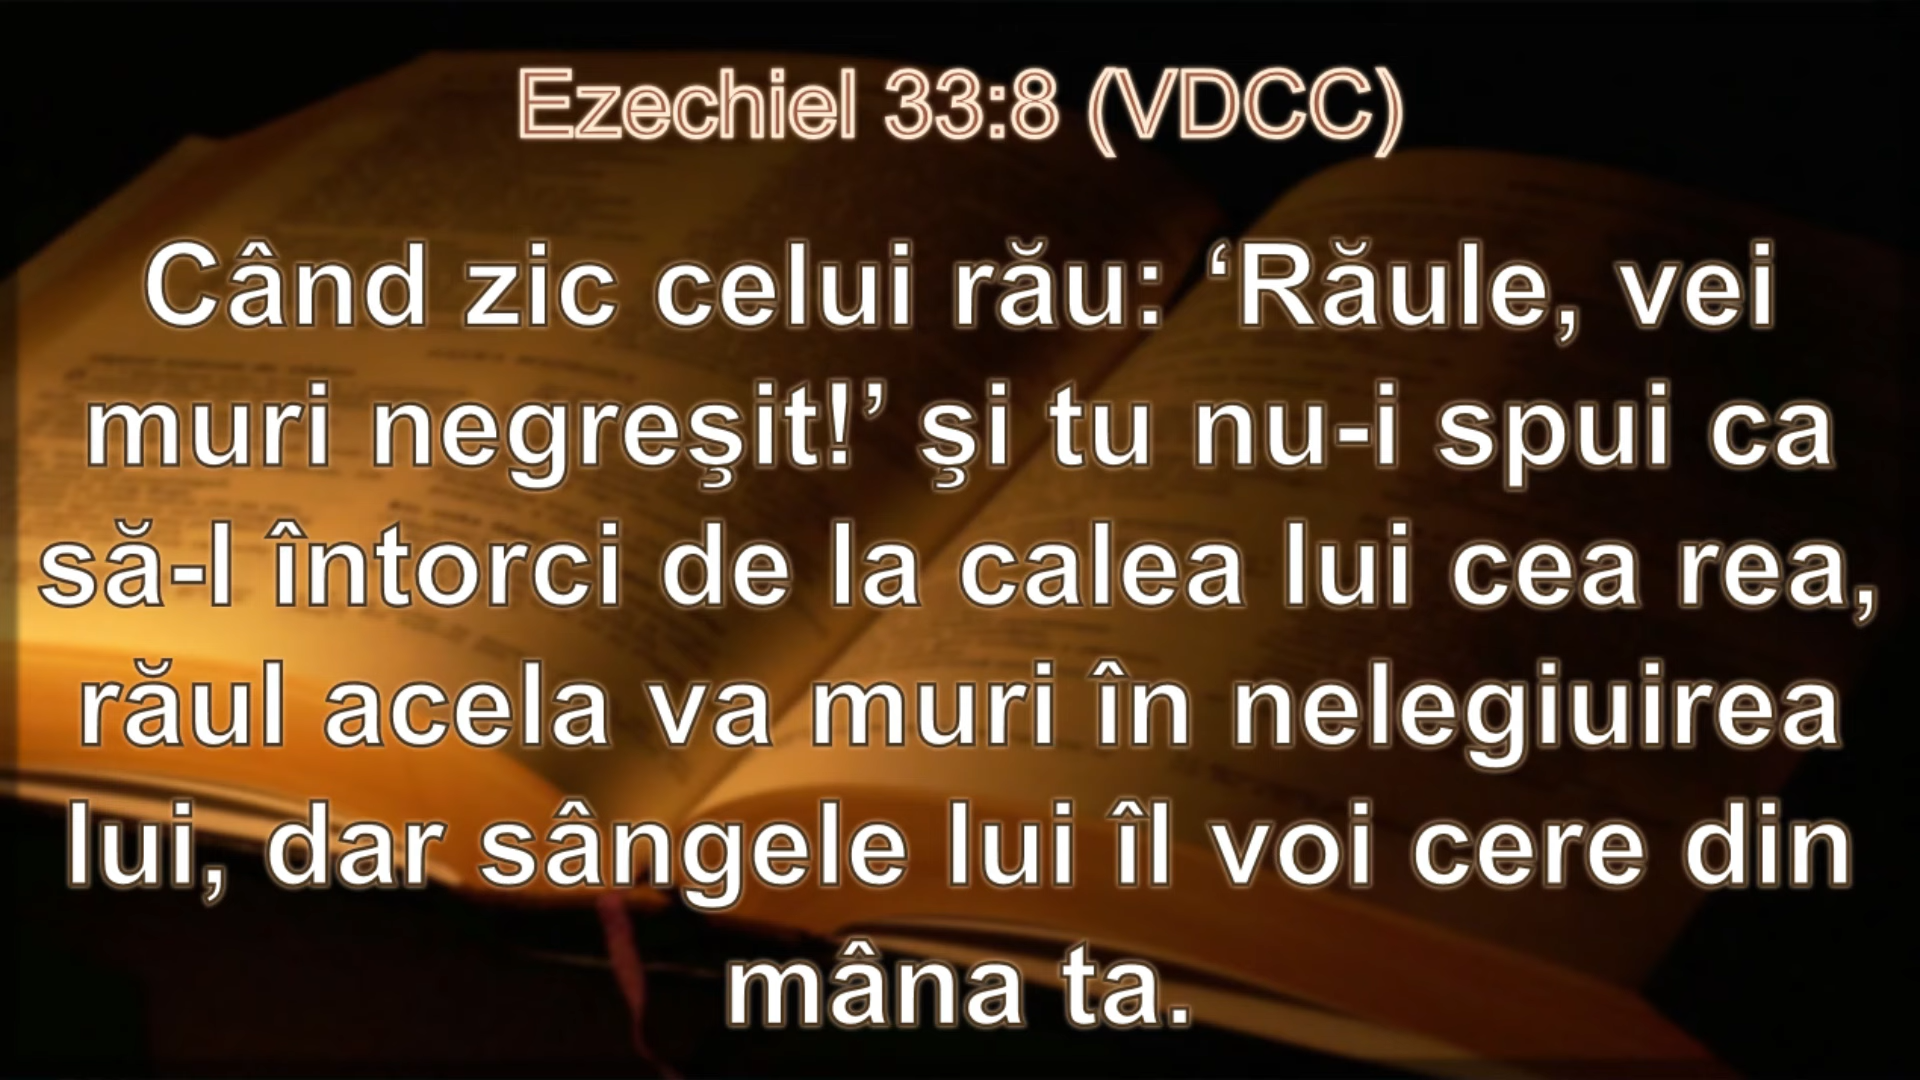 Ezechiel 33:8 (VDCC)
Când zic celui rău: ‘Răule, vei
muri negreşit!’ şi tu nu-i spui ca
să-l întorci de la calea lui cea rea,
răul acela va muri în nelegiuirea
lui, dar sângele lui îl voi cere din
mâna ta.